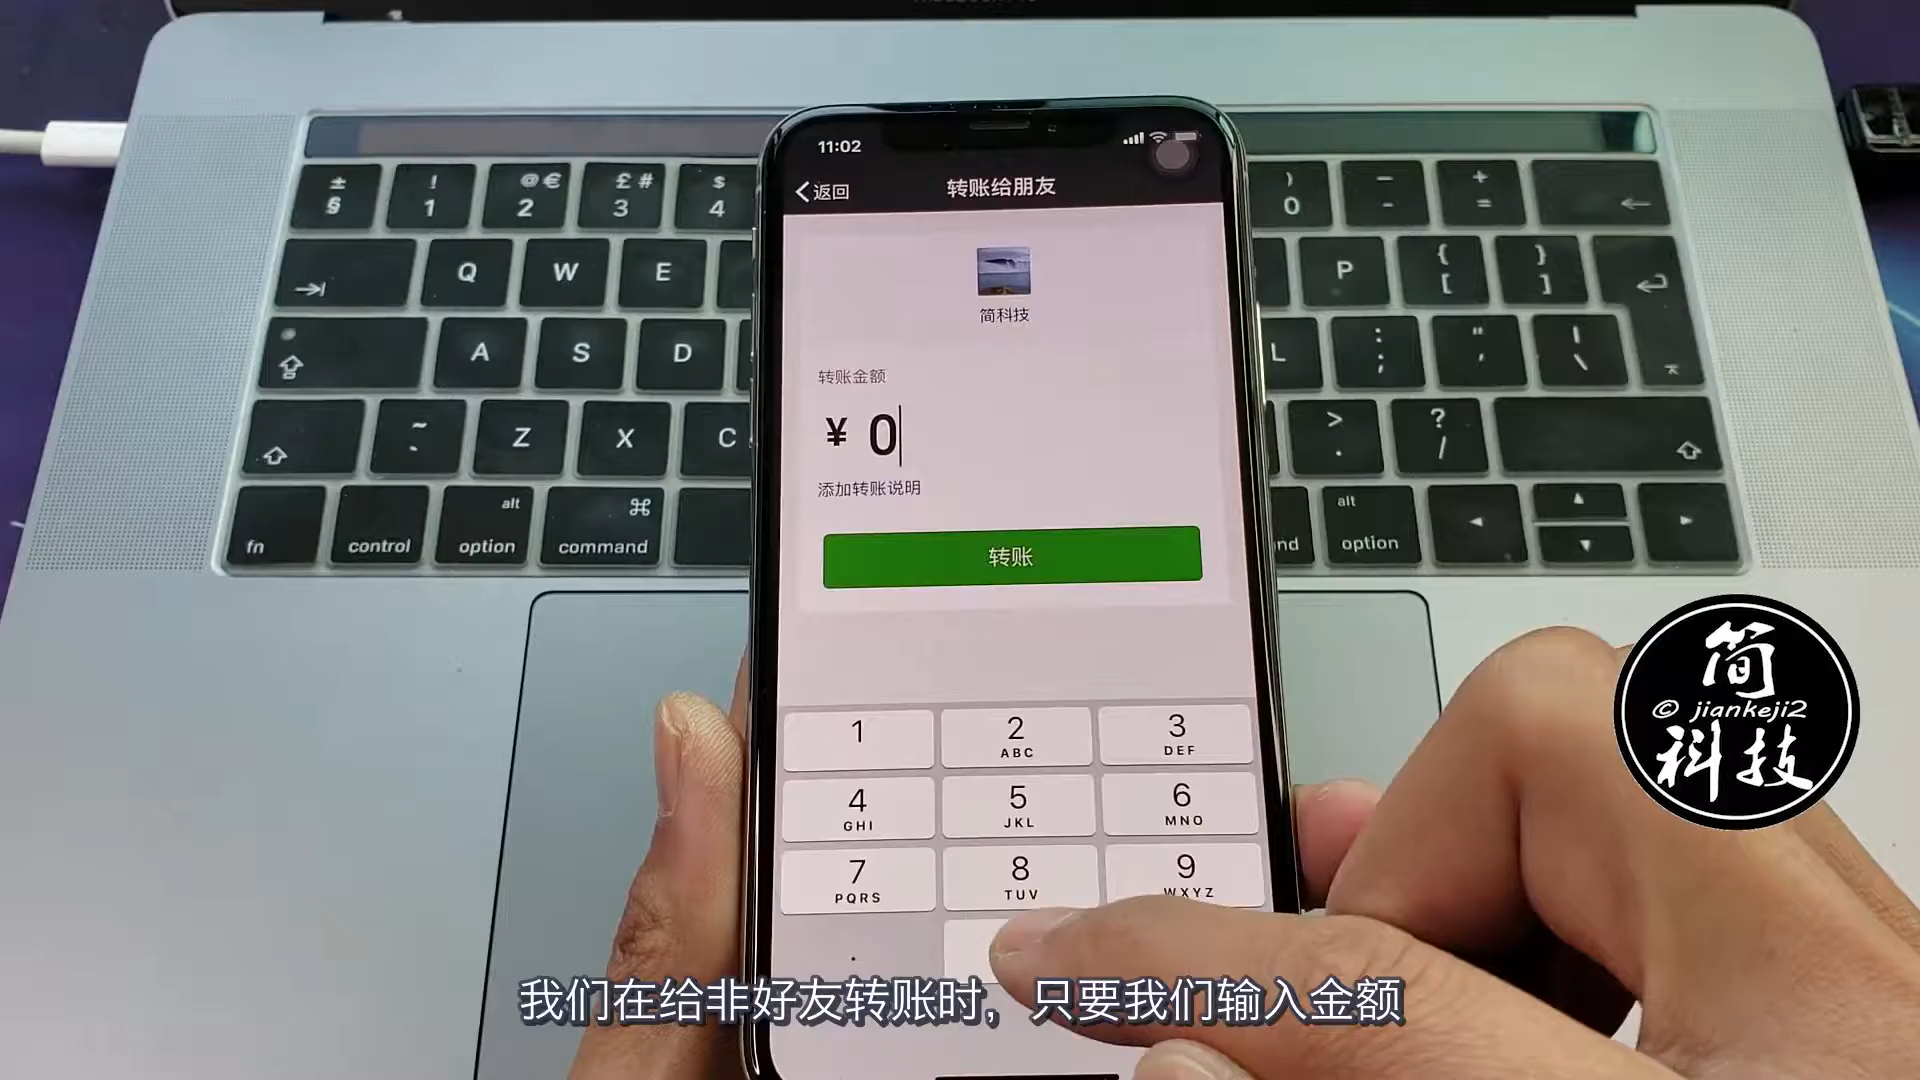 ± ! @ € £ # $
§ 1 2 3 4
) — +
0 - =
Q W E
P { }
[ ]
A S D
L : " |
; ' \
~ Z X C
> ?
. /
fn control alt option ⌘ command
nd alt option
11:02
返回 转账给朋友
简科技
转账金额
¥ 0
添加转账说明
转账
1 2 3
ABC DEF
4 5 6
GHI JKL MNO
7 8 9
PQRS TUV WXYZ
.
简
© jiankeji2
科技
我们在给非好友转账时,只要我们输入金额